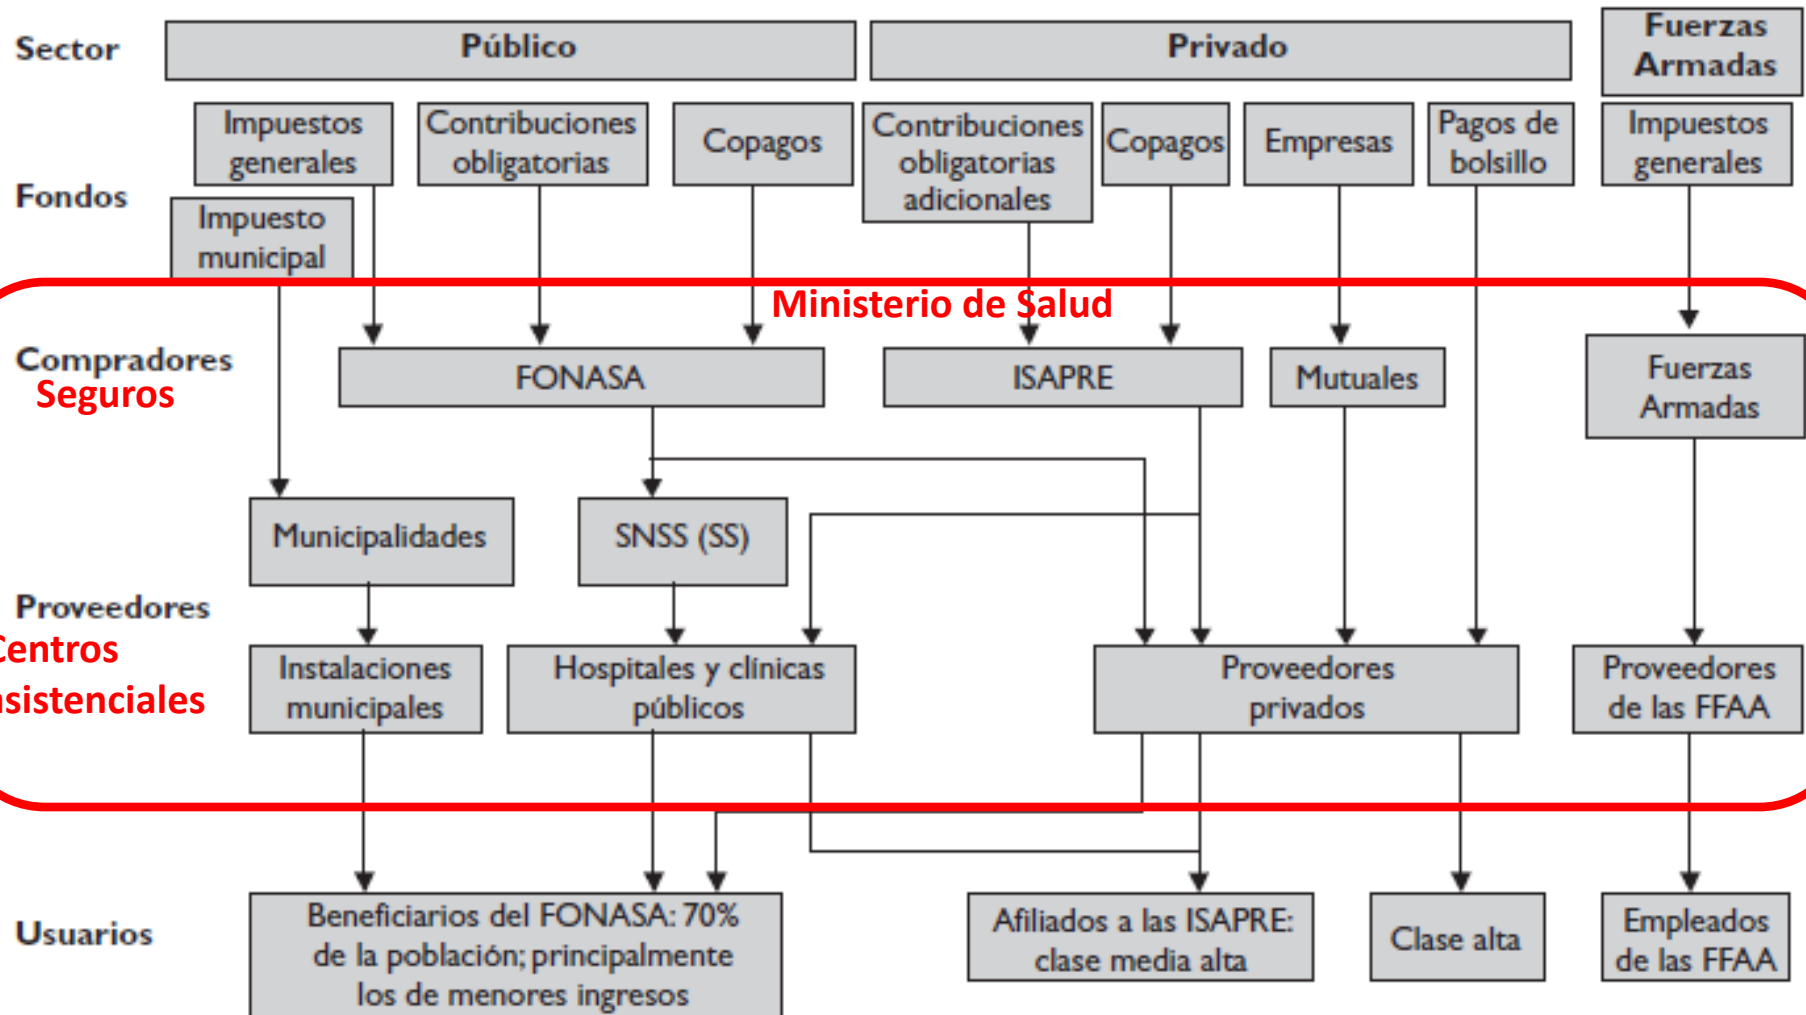 Sector
Público
Privado
Fuerzas
Armadas
Fondos
Impuestos
generales
Contribuciones
obligatorias
Copagos
Contribuciones
obligatorias
adicionales
Copagos
Empresas
Pagos de
bolsillo
Impuestos
generales
Impuesto
municipal
Ministerio de Salud
Compradores
Seguros
FONASA
ISAPRE
Mutuales
Fuerzas
Armadas
Municipalidades
SNSS (SS)
Proveedores
Centros
asistenciales
Instalaciones
municipales
Hospitales y clínicas
públicos
Proveedores
privados
Proveedores
de las FFAA
Usuarios
Beneficiarios del FONASA: 70%
de la población; principalmente
los de menores ingresos
Afiliados a las ISAPRE:
clase media alta
Clase alta
Empleados
de las FFAA